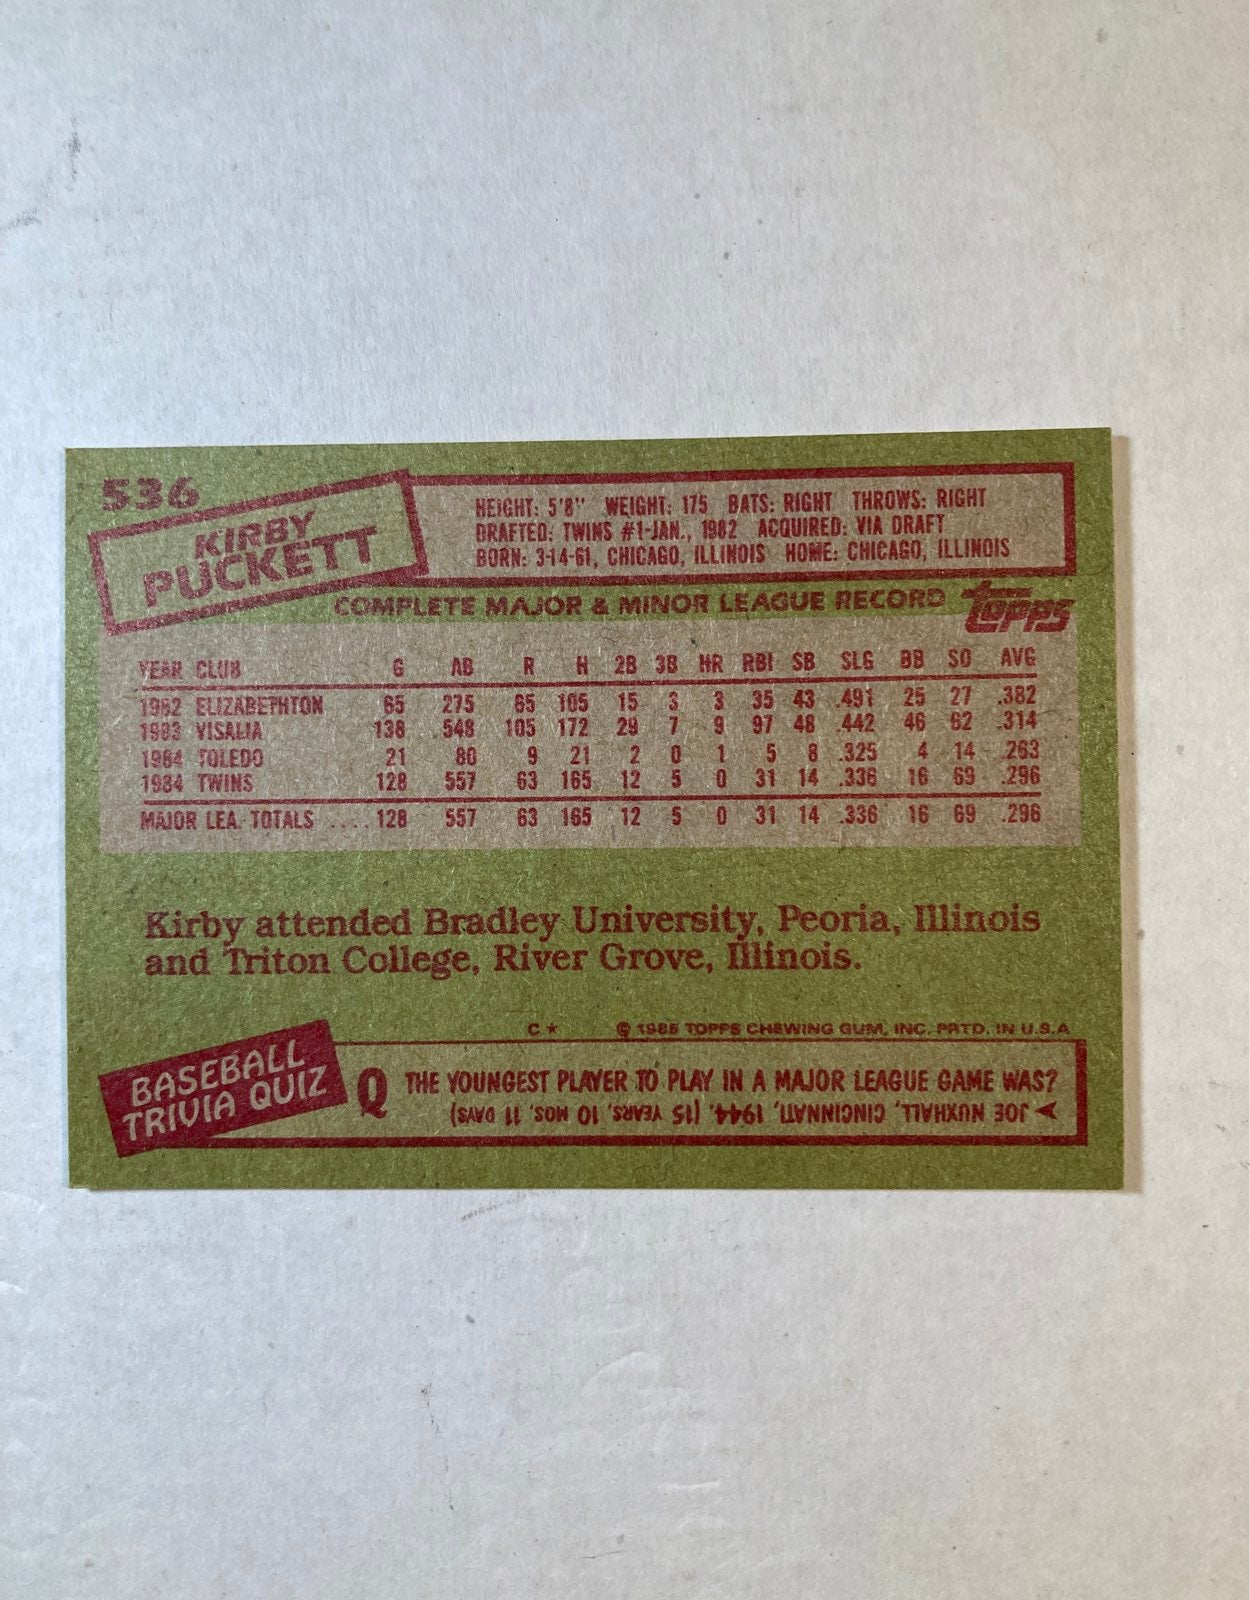 536
KIRBY
PUCKETT
HEIGHT: 5'8" WEIGHT: 175 BATS: RIGHT THROWS: RIGHT
DRAFTED: TWINS #1-JAN., 1982 ACQUIRED: VIA DRAFT
BORN: 3-14-61, CHICAGO, ILLINOIS HOME: CHICAGO, ILLINOIS
COMPLETE MAJOR & MINOR LEAGUE RECORD topps
YEAR CLUB G AB R H 2B 3B HR RBI SB SLG BB SO AVG
1982 ELIZABETHTON 65 275 65 105 15 3 3 35 43 .491 25 27 .382
1983 VISALIA 138 548 105 172 29 7 9 97 48 .442 46 62 .314
1984 TOLEDO 21 80 9 21 2 0 1 5 8 .325 4 14 .263
1984 TWINS 128 557 63 165 12 5 0 31 14 .336 16 69 .296
MAJOR LEA. TOTALS .... 128 557 63 165 12 5 0 31 14 .336 16 69 .296
Kirby attended Bradley University, Peoria, Illinois
and Triton College, River Grove, Illinois.
C★ © 1985 TOPPS CHEWING GUM, INC. PRTD. IN U.S.A
BASEBALL
TRIVIA QUIZ
Q THE YOUNGEST PLAYER TO PLAY IN A MAJOR LEAGUE GAME WAS?
JOE NUXHALL, CINCINNATI, 1944. (15 YEARS, 10 MOS. 11 DAYS)